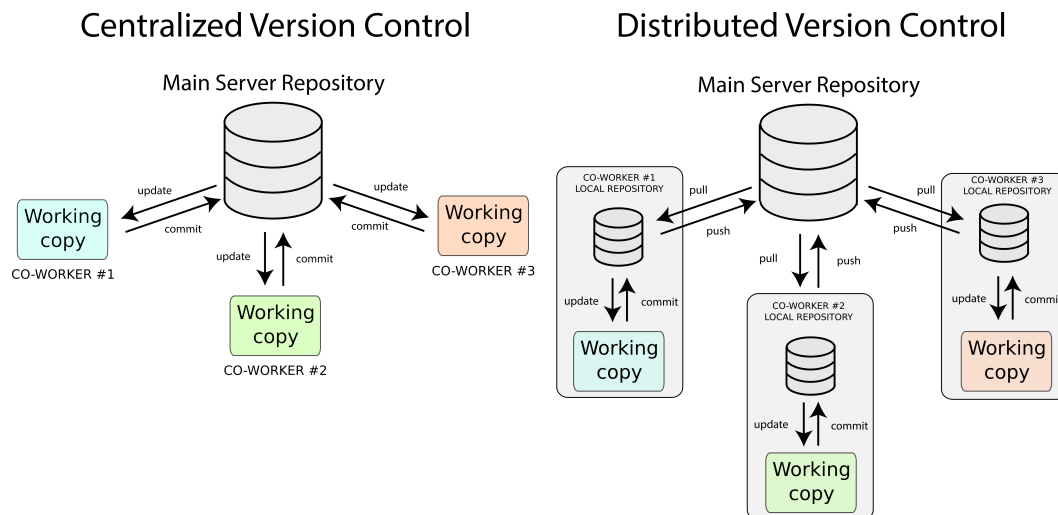 Centralized Version Control
Main Server Repository
update
commit
Working
copy
CO-WORKER #1
update
commit
Working
copy
CO-WORKER #2
update
commit
Working
copy
CO-WORKER #3
Distributed Version Control
Main Server Repository
CO-WORKER #1
LOCAL REPOSITORY
pull
push
update
commit
Working
copy
pull
push
CO-WORKER #2
LOCAL REPOSITORY
update
commit
Working
copy
CO-WORKER #3
LOCAL REPOSITORY
pull
push
update
commit
Working
copy